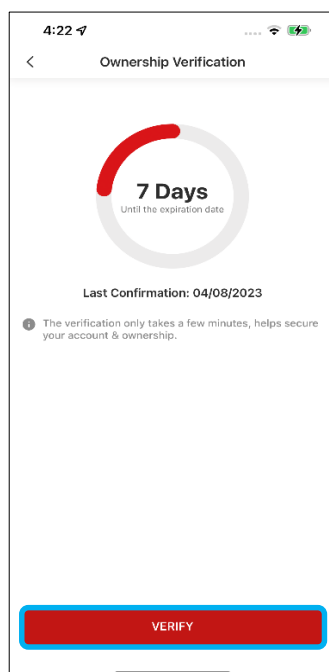 4:22
Ownership Verification
7 Days
Until the expiration date
Last Confirmation: 04/08/2023
The verification only takes a few minutes, helps secure
your account & ownership.
VERIFY